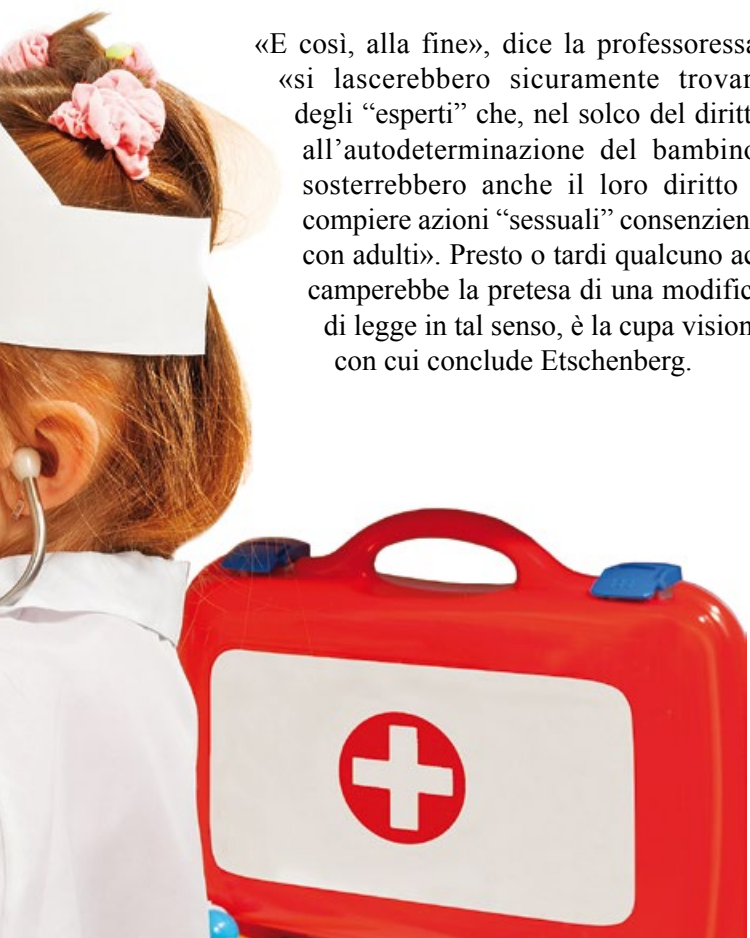 «E così, alla fine», dice la professoressa
«si lascerebbero sicuramente trovar
degli “esperti” che, nel solco del diritt
all’autodeterminazione del bambino
sosterrebbero anche il loro diritto
compiere azioni “sessuali” consenzien
con adulti». Presto o tardi qualcuno ac
camperebbe la pretesa di una modific
di legge in tal senso, è la cupa vision
con cui conclude Etschenberg.